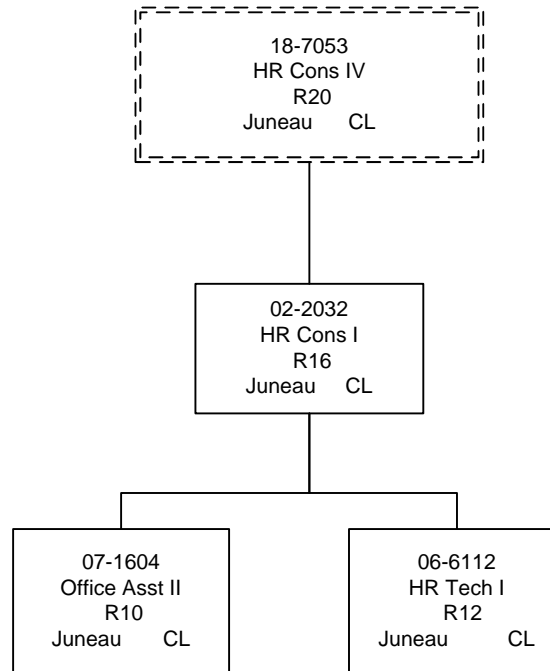 18-7053
HR Cons IV
R20
Juneau CL
02-2032
HR Cons I
R16
Juneau CL
07-1604
Office Asst II
R10
Juneau CL
06-6112
HR Tech I
R12
Juneau CL